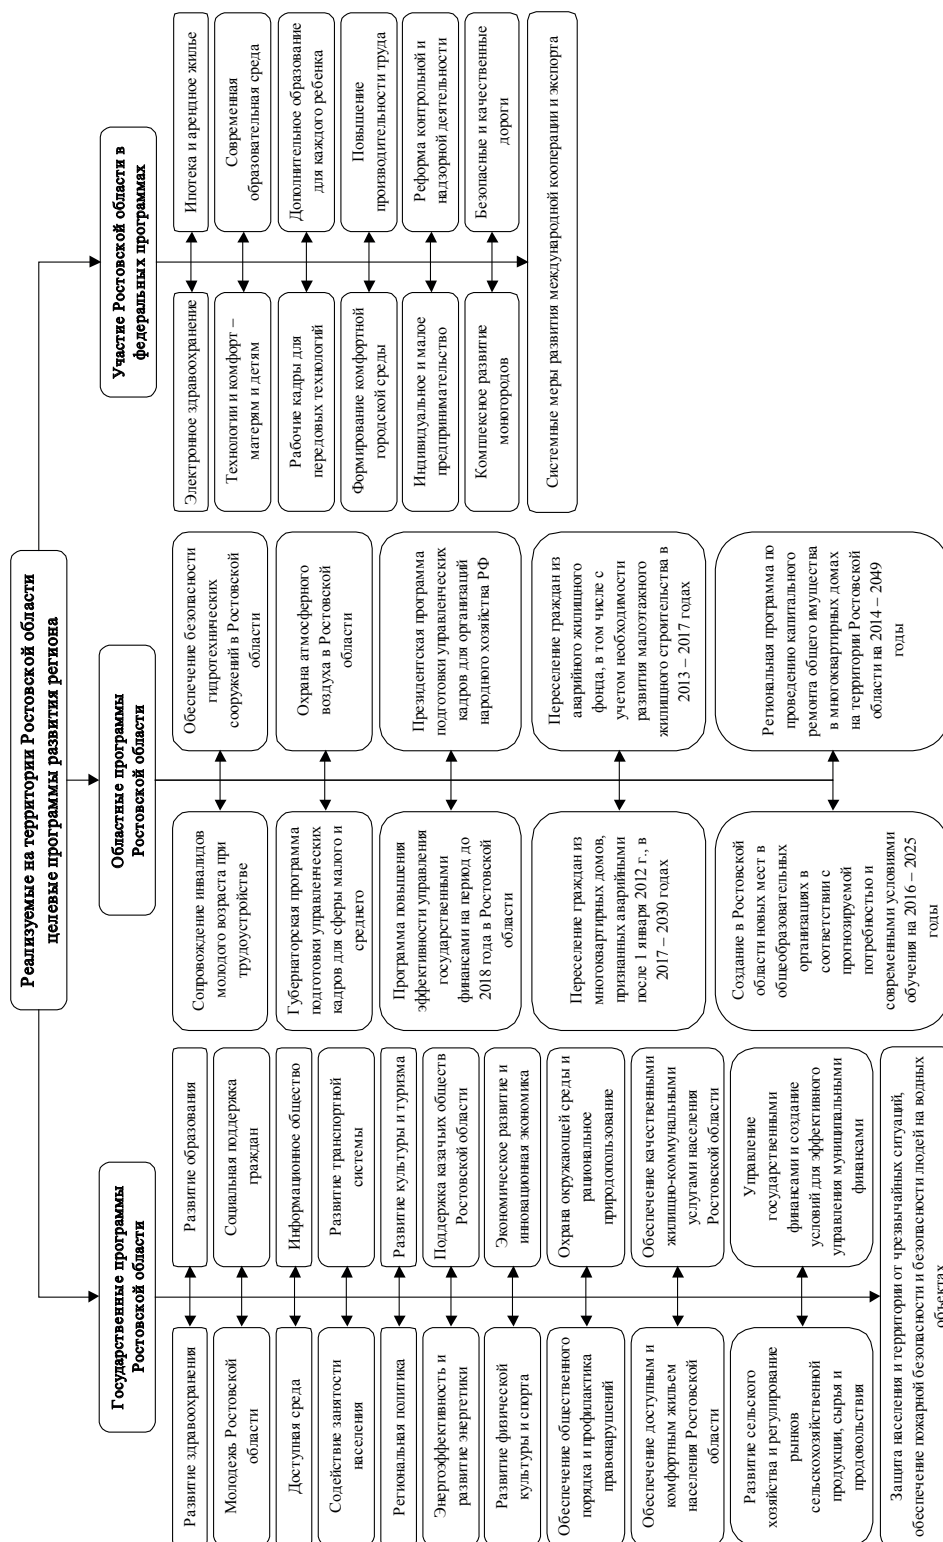 Реализуемые на территории Ростовской области
целевые программы развития региона
Государственные программы
Ростовской области
Развитие здравоохранения
Развитие образования
Молодежь Ростовской
области
Социальная поддержка
граждан
Доступная среда
Информационное общество
Содействие занятости
населения
Развитие транспортной
системы
Региональная политика
Развитие культуры и туризма
Энергоэффективность и
развитие энергетики
Поддержка казачьих обществ
Ростовской области
Развитие физической
культуры и спорта
Экономическое развитие и
инновационная экономика
Обеспечение общественного
порядка и профилактика
правонарушений
Охрана окружающей среды и
рациональное
природопользование
Обеспечение доступным и
комфортным жильем
населения Ростовской
области
Обеспечение качественными
жилищно-коммунальными
услугами населения
Ростовской области
Развитие сельского
хозяйства и регулирование
рынков
сельскохозяйственной
продукции, сырья и
продовольствия
Управление
государственными
финансами и создание
условий для эффективного
управления муниципальными
финансами
Защита населения и территории от чрезвычайных ситуаций,
обеспечение пожарной безопасности и безопасности людей на водных
объектах
Областные программы
Ростовской области
Сопровождение инвалидов
молодого возраста при
трудоустройстве
Обеспечение безопасности
гидротехнических
сооружений в Ростовской
области
Губернаторская программа
подготовки управленческих
кадров для сферы малого и
среднего
Охрана атмосферного
воздуха в Ростовской
области
Программа повышения
эффективности управления
государственными
финансами на период до
2018 года в Ростовской
области
Президентская программа
подготовки управленческих
кадров для организаций
народного хозяйства РФ
Переселение граждан из
многоквартирных домов,
признанных аварийными
после 1 января 2012 г., в
2017 – 2030 годах
Переселение граждан из
аварийного жилищного
фонда, в том числе с
учетом необходимости
развития малоэтажного
жилищного строительства в
2013 – 2017 годах
Создание в Ростовской
области новых мест в
общеобразовательных
организациях в
соответствии с
прогнозируемой
потребностью и
современными условиями
обучения на 2016 – 2025
годы
Региональная программа по
проведению капитального
ремонта общего имущества
в многоквартирных домах
на территории Ростовской
области на 2014 – 2049
годы
Участие Ростовской области в
федеральных программах
Электронное здравоохранение
Ипотека и арендное жилье
Технологии и комфорт –
матерям и детям
Современная
образовательная среда
Рабочие кадры для
передовых технологий
Дополнительное образование
для каждого ребенка
Формирование комфортной
городской среды
Повышение
производительности труда
Индивидуальное и малое
предпринимательство
Реформа контрольной и
надзорной деятельности
Комплексное развитие
моногородов
Безопасные и качественные
дороги
Системные меры развития международной кооперации и экспорта